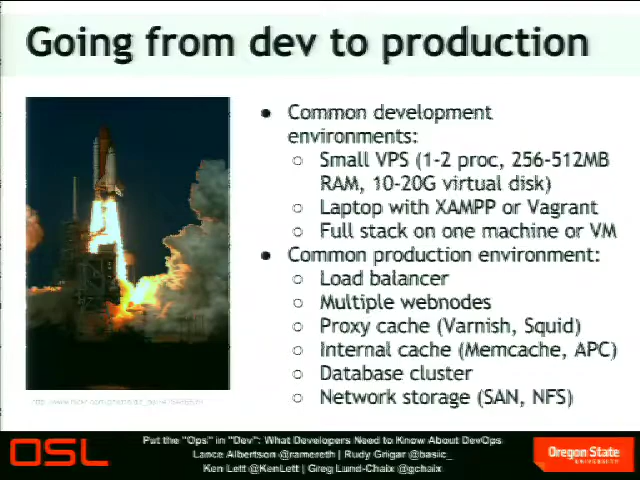 Going from dev to production
● Common development
environments:
○ Small VPS (1-2 proc, 256-512MB
RAM, 10-20G virtual disk)
○ Laptop with XAMPP or Vagrant
○ Full stack on one machine or VM
● Common production environment:
○ Load balancer
○ Multiple webnodes
○ Proxy cache (Varnish, Squid)
○ Internal cache (Memcache, APC)
○ Database cluster
○ Network storage (SAN, NFS)
OSL
Put the "Ops" in "Dev": What Developers Need to Know About DevOps
Lance Albertson @ramereth | Rudy Grigar @basic_
Ken Lett @KenLett | Greg Lund-Chaix @gchaix
Oregon State
UNIVERSITY